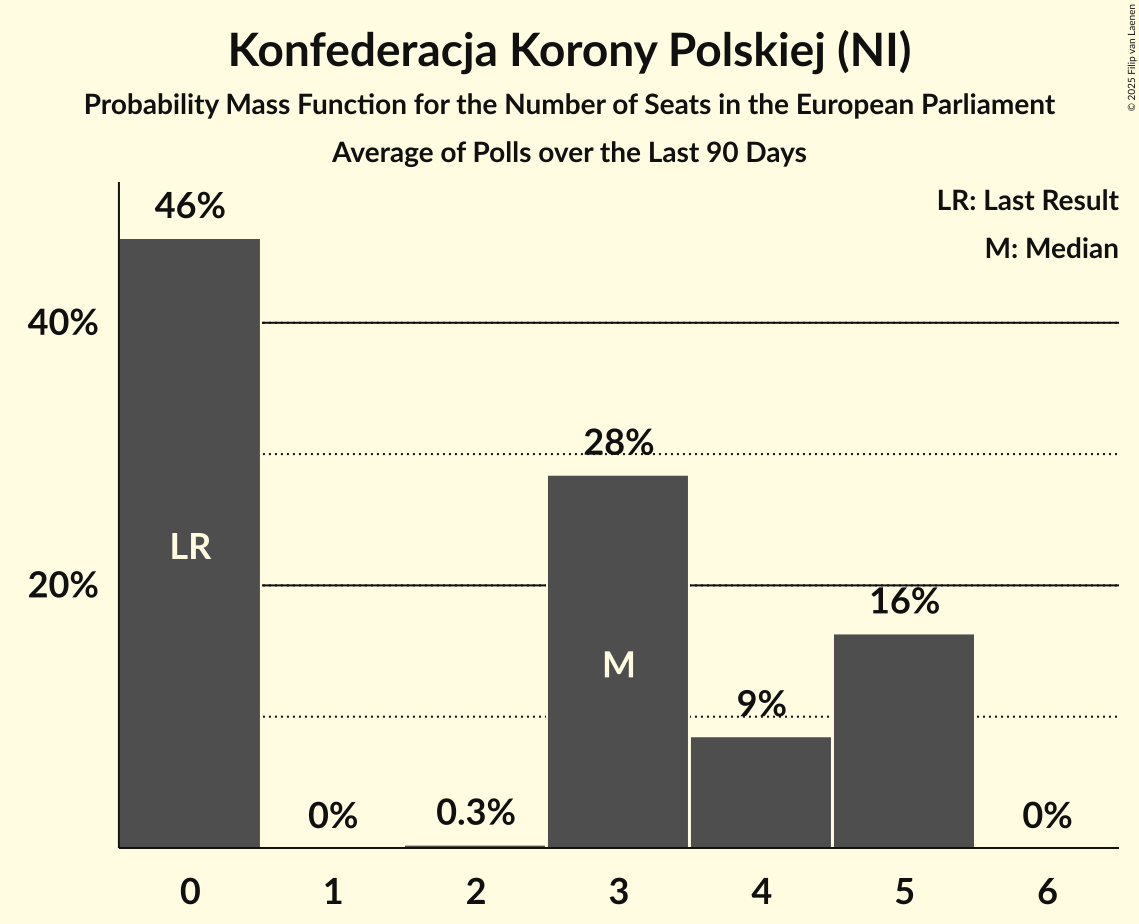 Konfederacja Korony Polskiej (NI)
Probability Mass Function for the Number of Seats in the European Parliament
Average of Polls over the Last 90 Days
© 2025 Filip van Laenen
LR: Last Result
M: Median
46%
40%
28%
LR
20%
16%
M
9%
0%
0.3%
0%
0 1 2 3 4 5 6